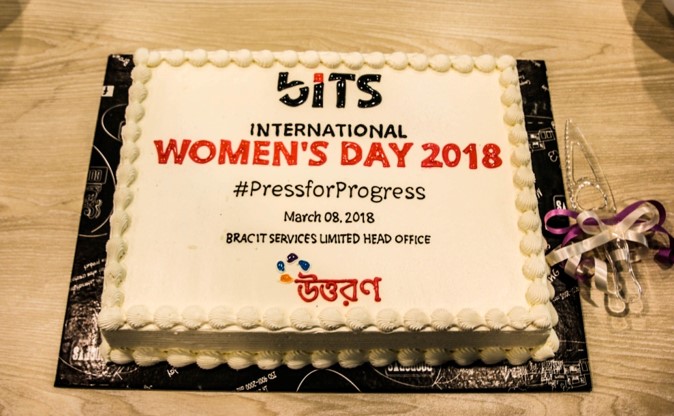 biTS
INTERNATIONAL
WOMEN'S DAY 2018
#PressforProgress
March 08, 2018
BRAC IT SERVICES LIMITED HEAD OFFICE
উত্তরণ